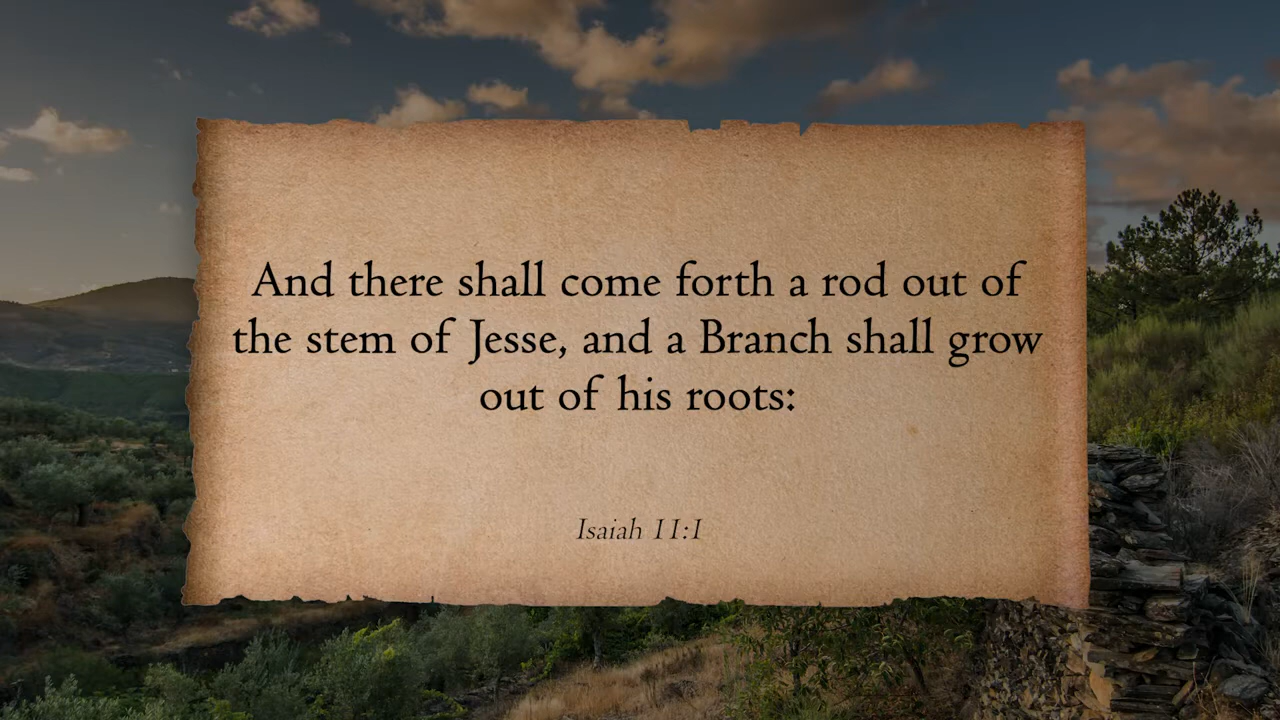 And there shall come forth a rod out of
the stem of Jesse, and a Branch shall grow
out of his roots:
Isaiah 11:1